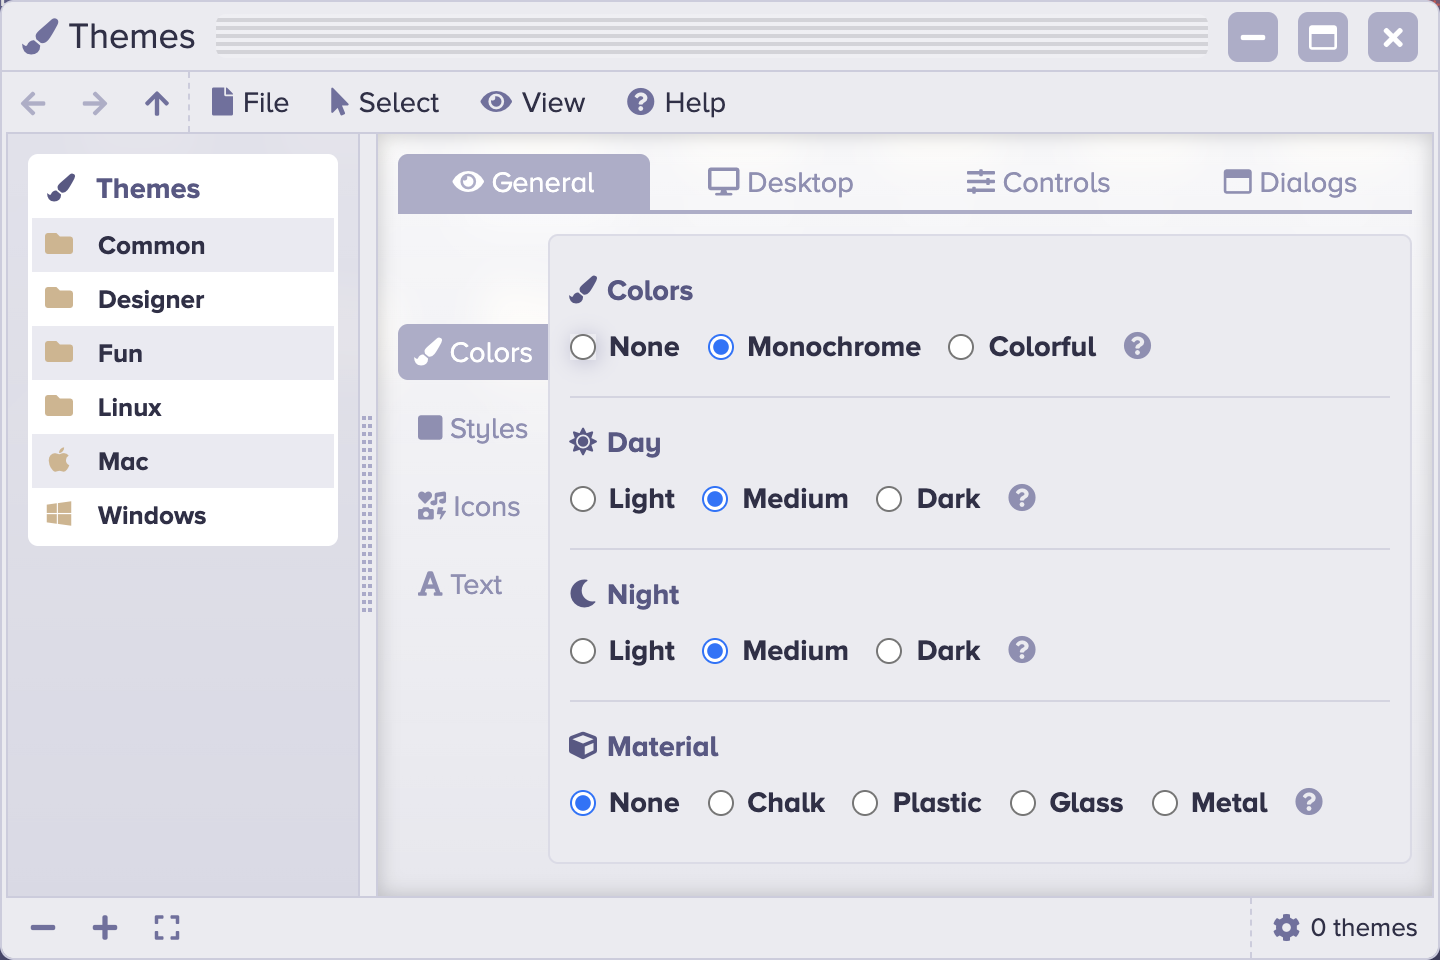 Themes
File Select View Help
Themes
Common
Designer
Fun
Linux
Mac
Windows
General Desktop Controls Dialogs
Colors
Styles
Icons
Text
Colors
None Monochrome Colorful
Day
Light Medium Dark
Night
Light Medium Dark
Material
None Chalk Plastic Glass Metal
0 themes